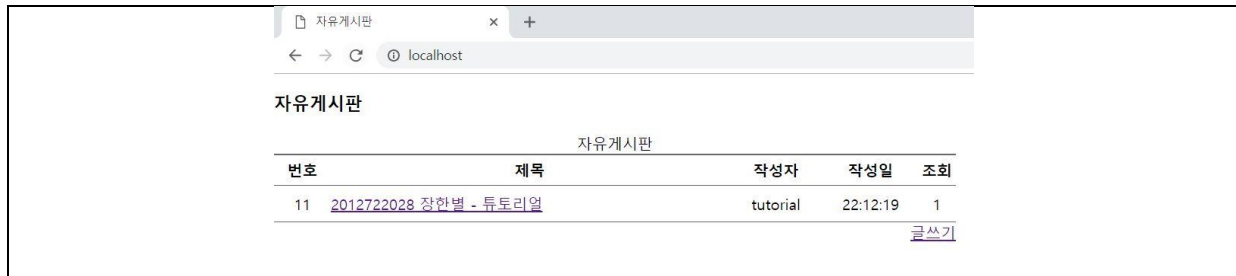 자유게시판
localhost
자유게시판
자유게시판
번호 제목 작성자 작성일 조회
11 2012722028 장한별 - 튜토리얼 tutorial 22:12:19 1
글쓰기